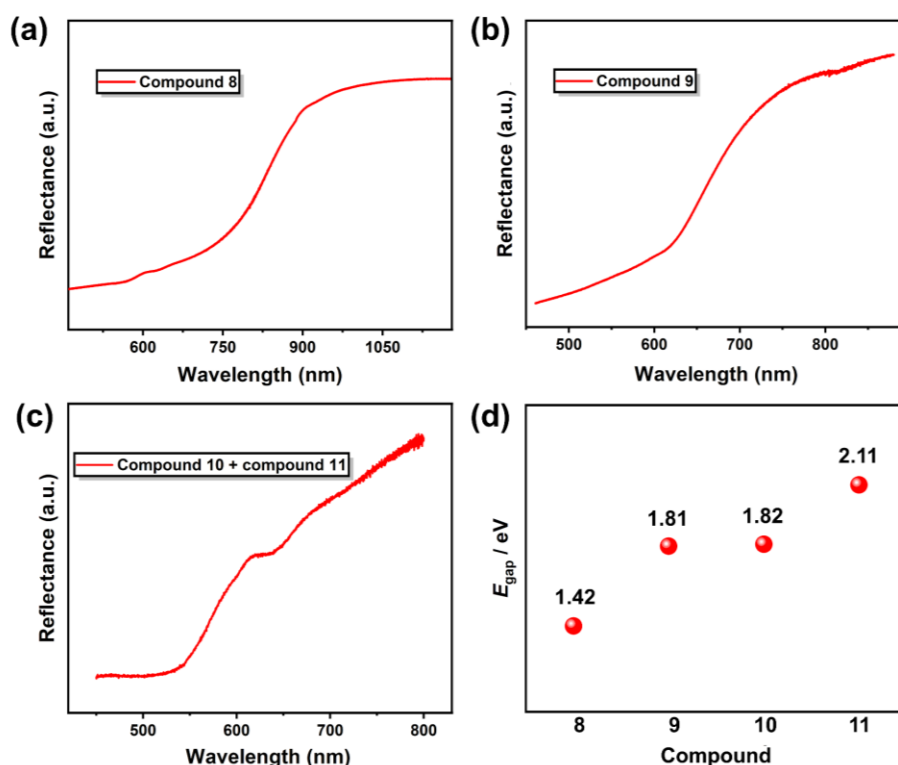 (a)
Compound 8
Reflectance (a.u.)
600 750 900 1050
Wavelength (nm)
(b)
Compound 9
Reflectance (a.u.)
500 600 700 800
Wavelength (nm)
(c)
Compound 10 + compound 11
Reflectance (a.u.)
500 600 700 800
Wavelength (nm)
(d)
2.11
1.81
1.82
1.42
Egap / eV
8 9 10 11
Compound